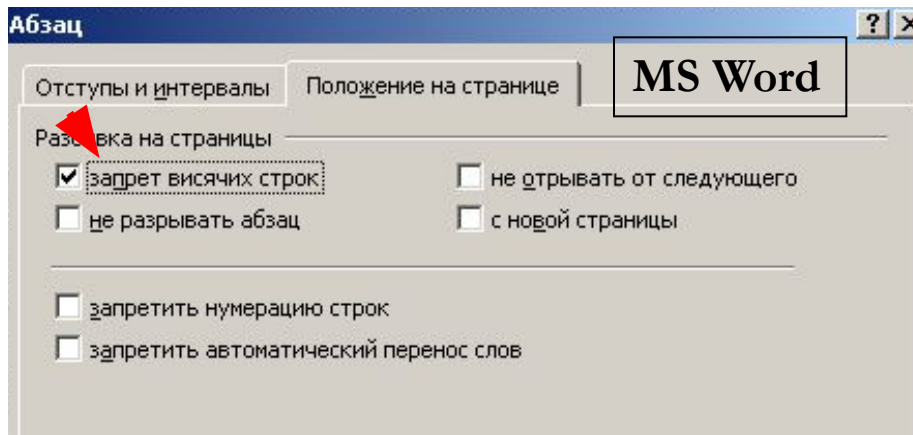 Абзац
MS Word
Отступы и интервалы
Положение на странице
Разбивка на страницы
запрет висячих строк
не отрывать от следующего
не разрывать абзац
с новой страницы
запретить нумерацию строк
запретить автоматический перенос слов